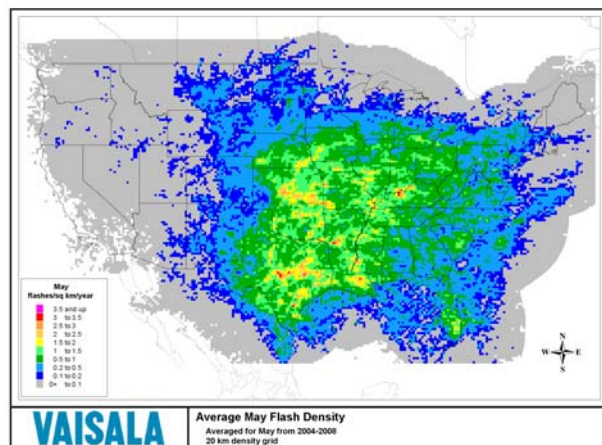 May
flashes/sq km/year
3.5 and up
3 to 3.5
2.5 to 3
2 to 2.5
1.5 to 2
1 to 1.5
0.5 to 1
0.2 to 0.5
0.1 to 0.2
0+ to 0.1
N
W E
S
VAISALA
Average May Flash Density
Averaged for May from 2004-2008
20 km density grid